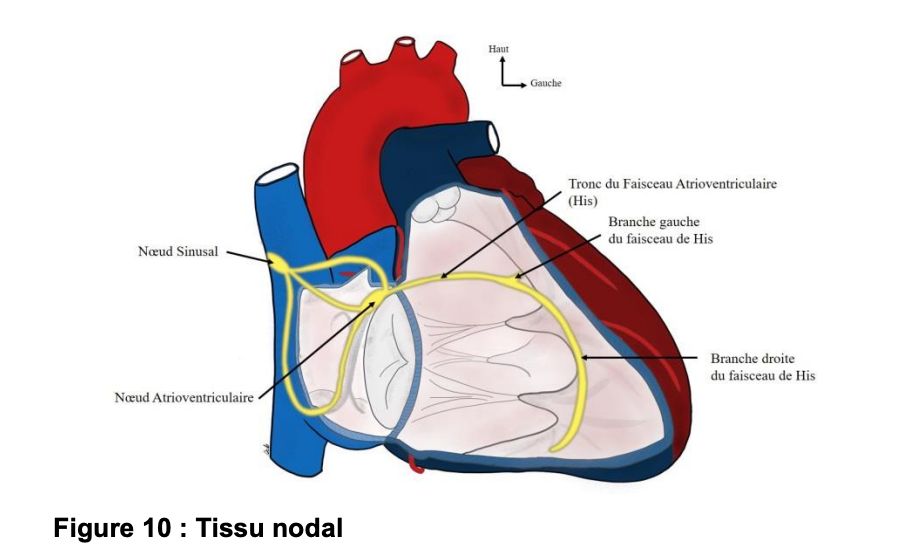 Haut
Gauche
Tronc du Faisceau Atrioventriculaire
(His)
Branche gauche
du faisceau de His
Nœud Sinusal
Branche droite
du faisceau de His
Nœud Atrioventriculaire
Figure 10 : Tissu nodal